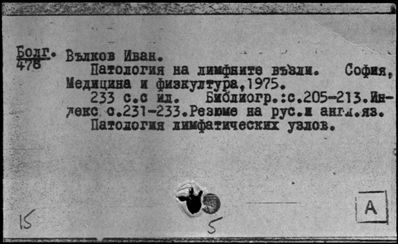 Болг.
478
Вълков Иван.
Патология на лимфните възли. София,
Медицина и физкултура, 1975.
233 с.с ил. Библиогр.:с.205-213.Ин-
декс с.231-233.Резюме на рус.и англ.яз.
Патология лимфатических узлов.
15
5
A